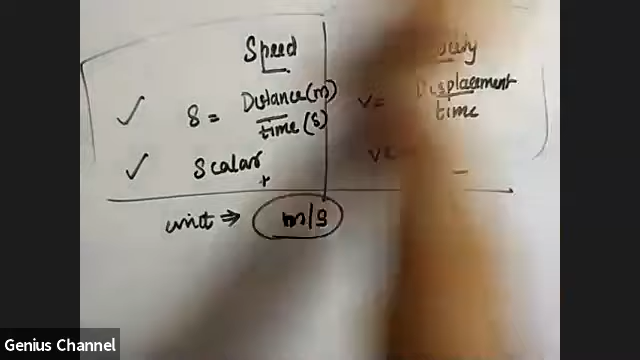 Speed
S = Distance (m) / time (s)
V = Displacement / time
Scalar
unit ⇒ m/s
Genius Channel